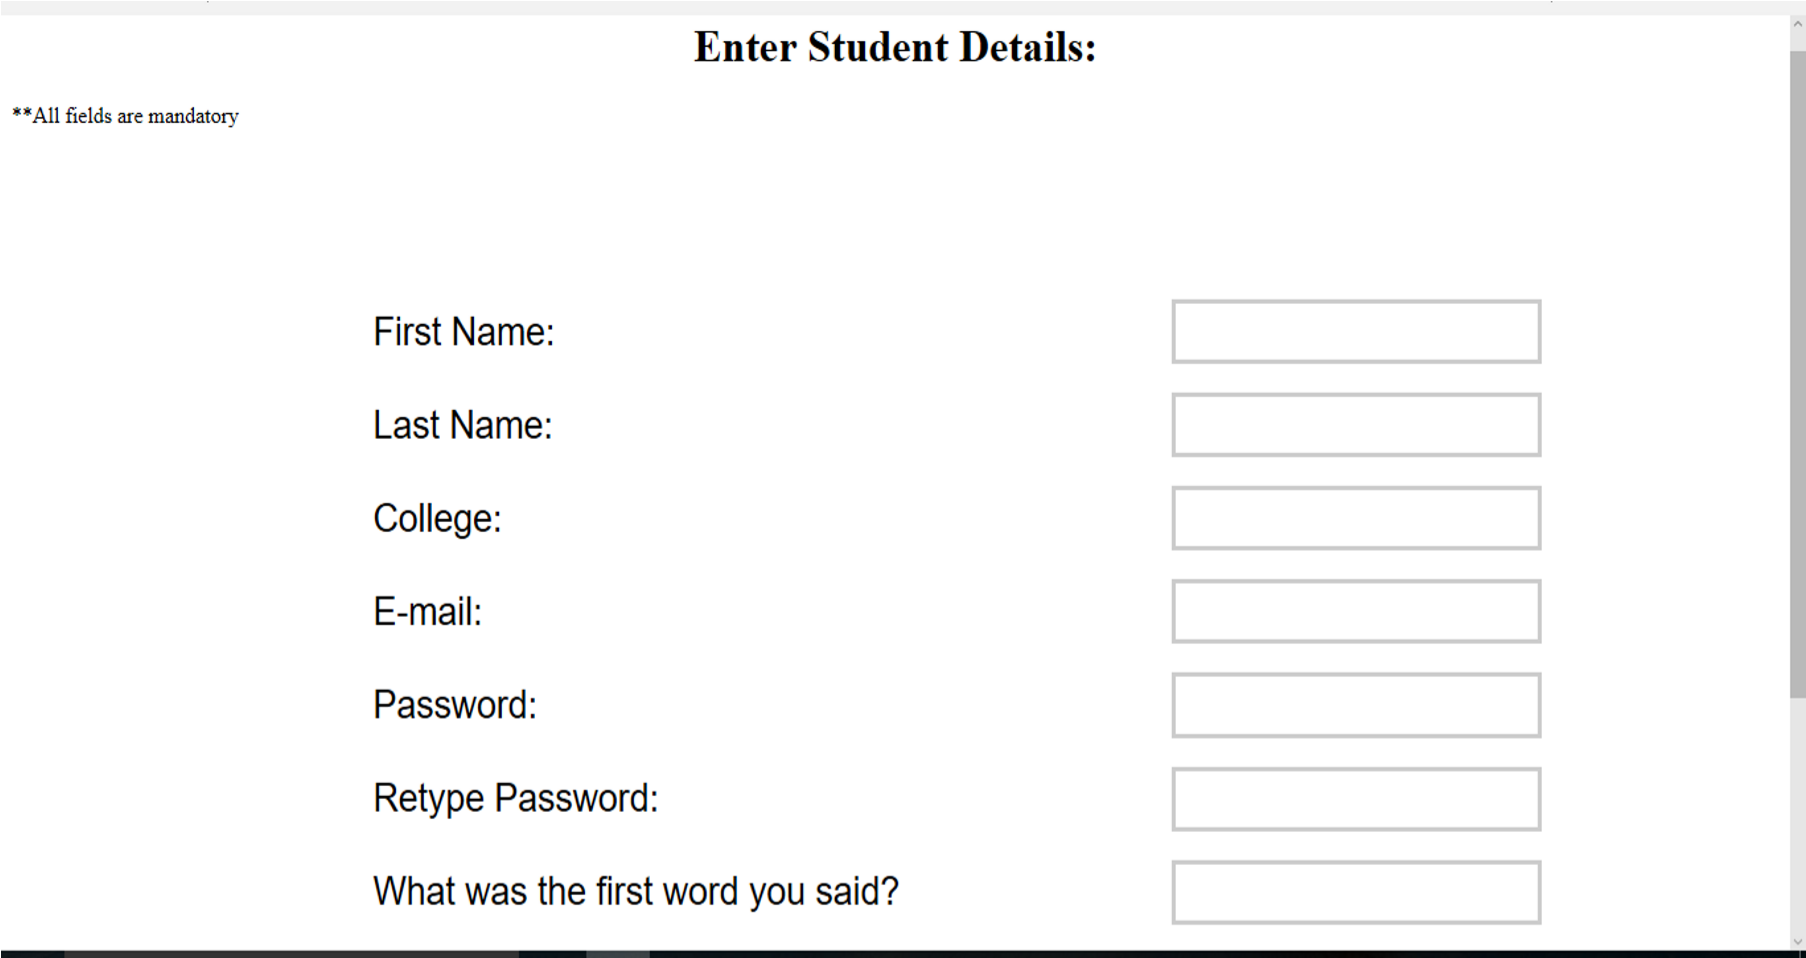 Enter Student Details:
**All fields are mandatory
First Name:
Last Name:
College:
E-mail:
Password:
Retype Password:
What was the first word you said?